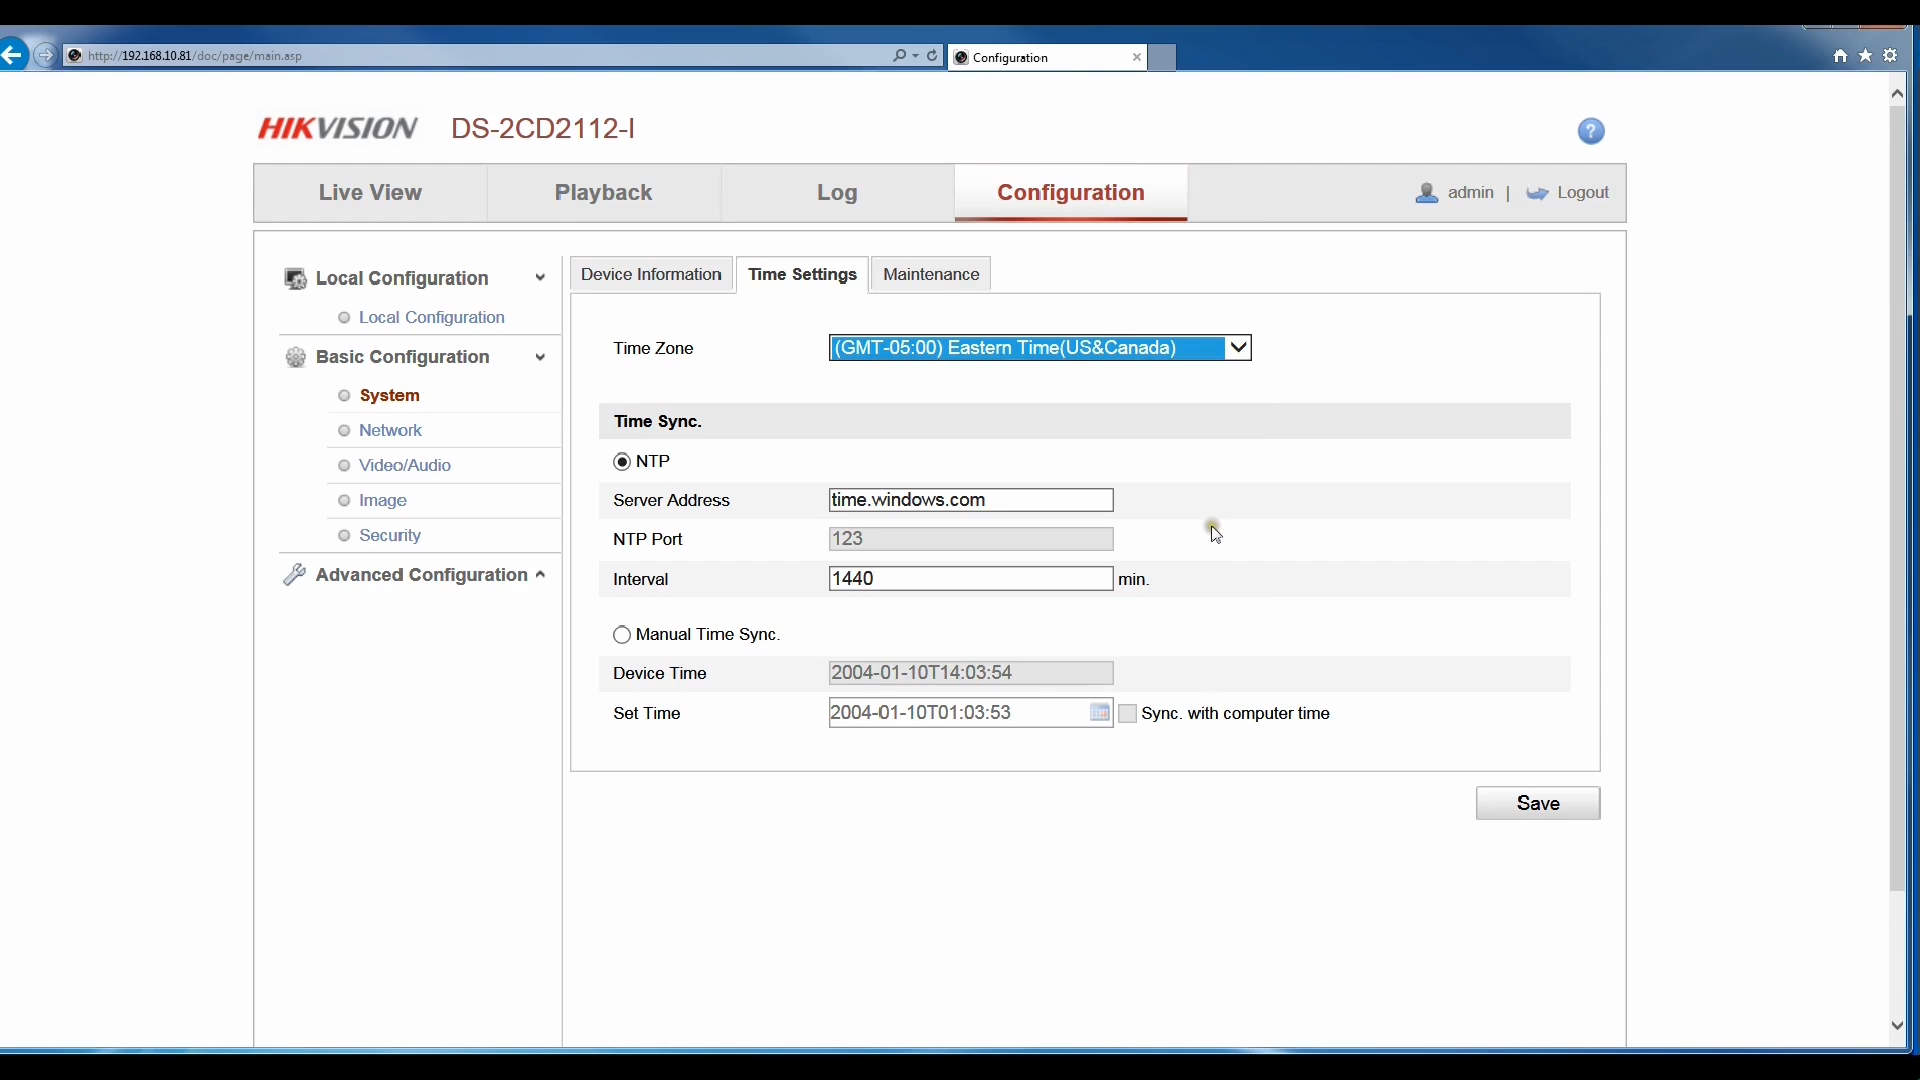 http://192.168.10.81/doc/page/main.asp
Configuration
HIKVISION DS-2CD2112-I
?
Live View Playback Log Configuration admin | Logout
Local Configuration
Local Configuration
Basic Configuration
System
Network
Video/Audio
Image
Security
Advanced Configuration
Device Information Time Settings Maintenance
Time Zone (GMT-05:00) Eastern Time(US&Canada)
Time Sync.
NTP
Server Address time.windows.com
NTP Port 123
Interval 1440 min.
Manual Time Sync.
Device Time 2004-01-10T14:03:54
Set Time 2004-01-10T01:03:53 Sync. with computer time
Save